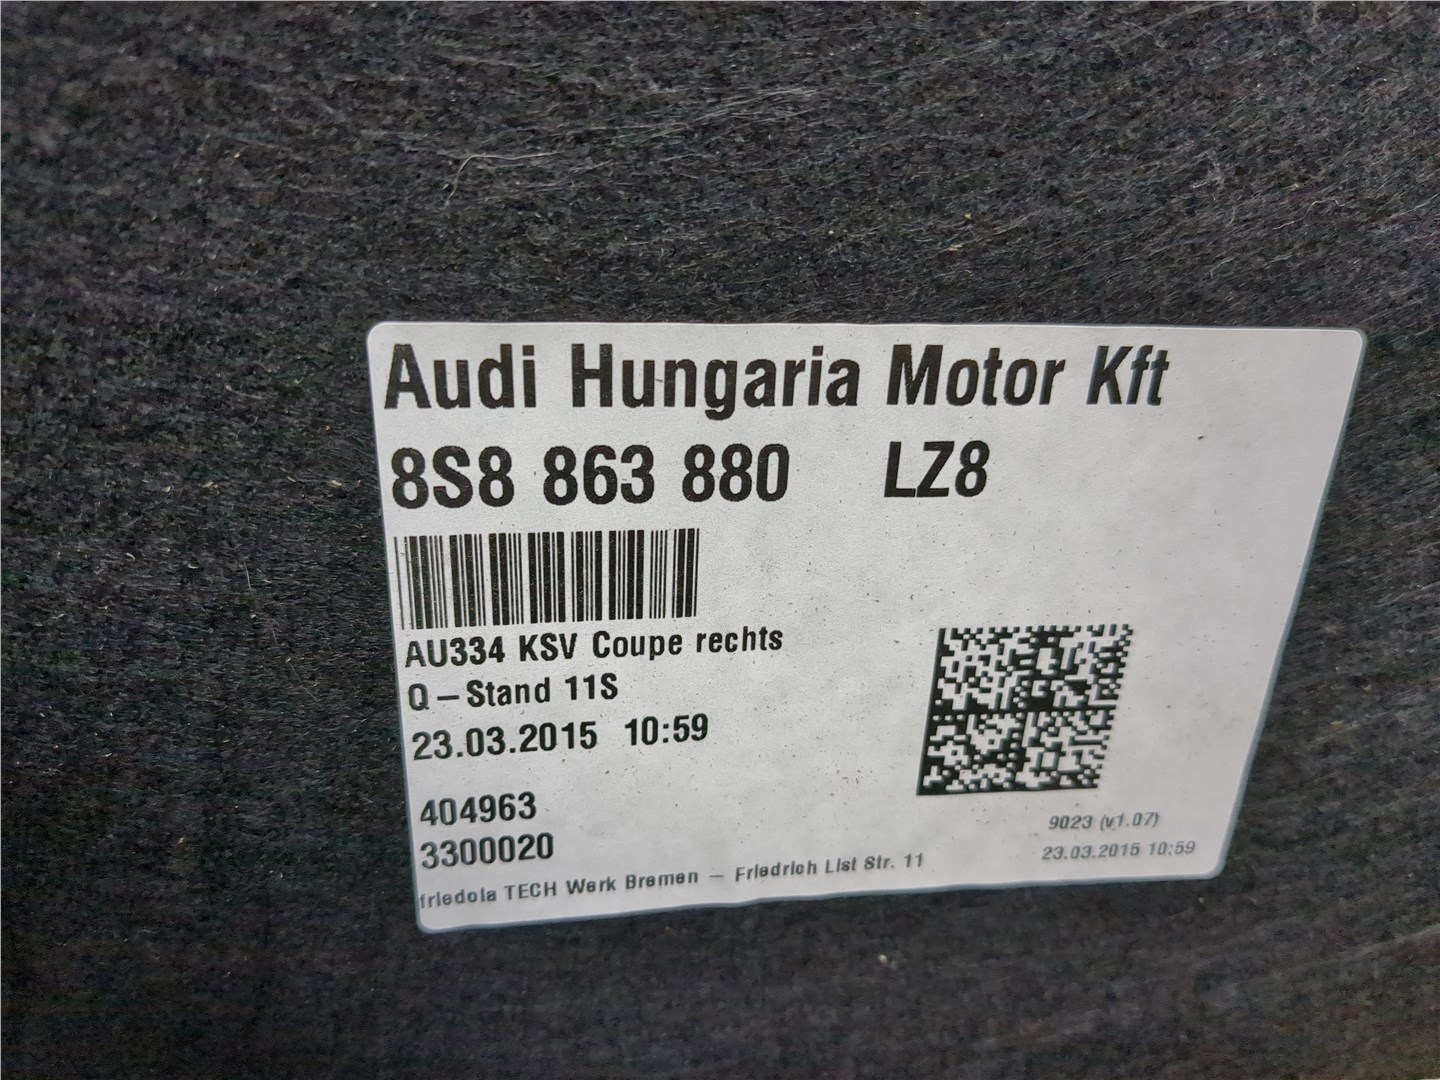 Audi Hungaria Motor Kft
8S8 863 880 LZ8
AU334 KSV Coupe rechts
Q – Stand 11S
23.03.2015 10:59
404963
3300020
9023 (v1.07)
23.03.2015 10:59
friedola TECH Werk Bremen – Friedrich List Str. 11